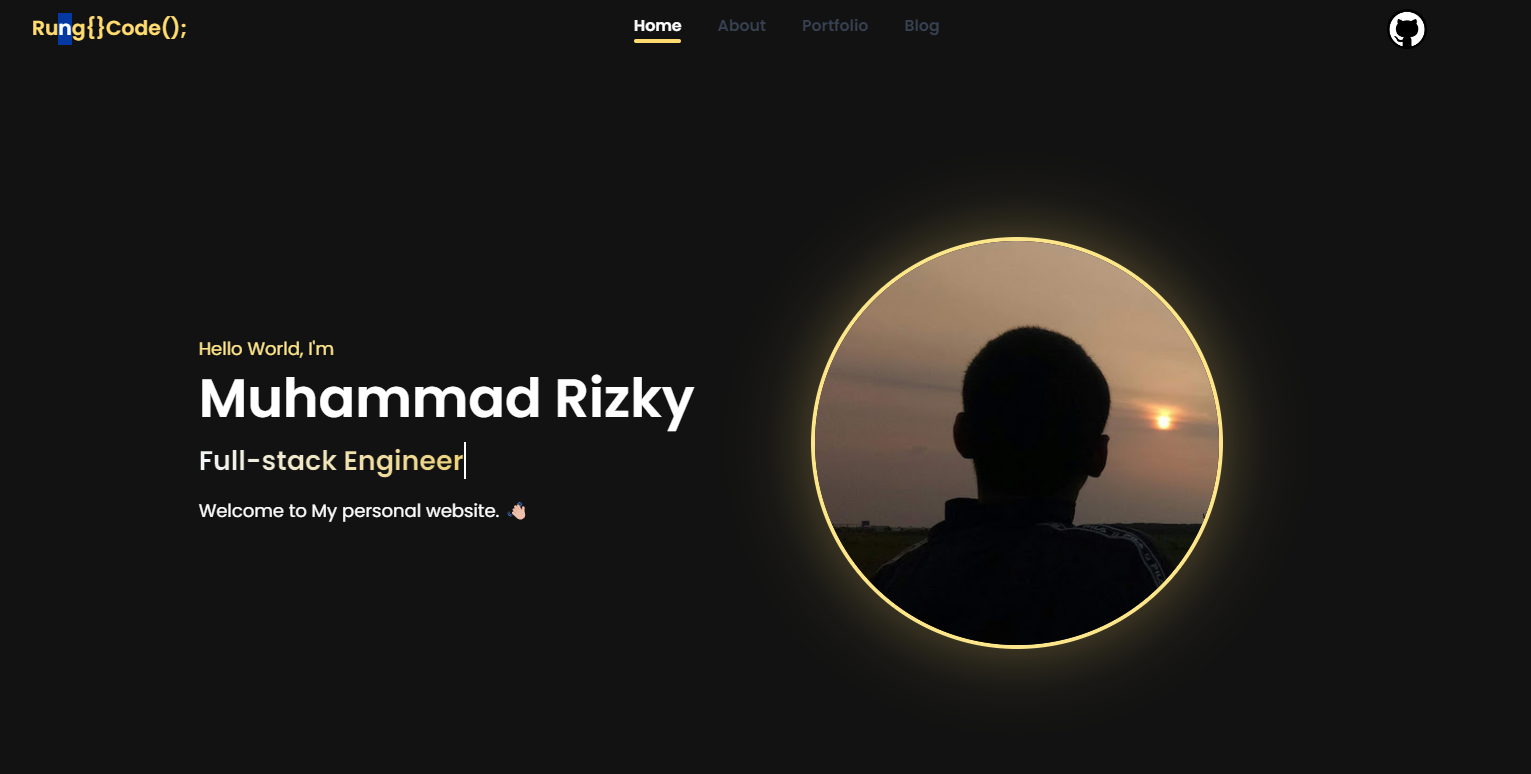 Rung{}Code();
Home About Portfolio Blog
Hello World, I'm
Muhammad Rizky
Full-stack Engineer
Welcome to My personal website. 👋🏻